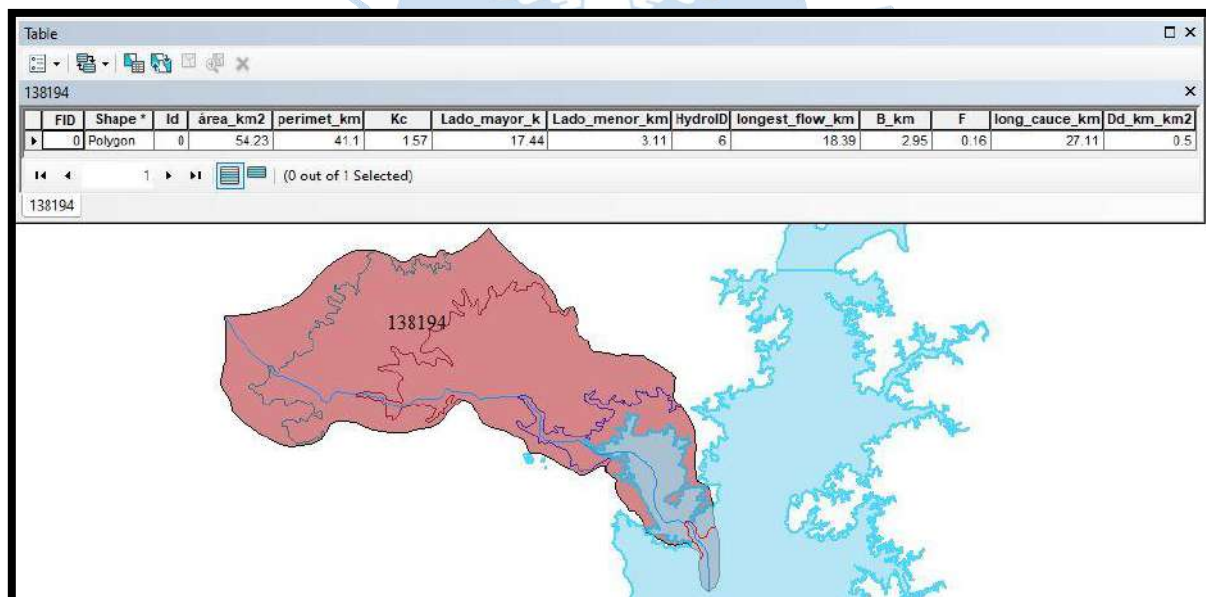 Table
138194
FID Shape * Id área_km2 perimet_km Kc Lado_mayor_k Lado_menor_km HydroID longest_flow_km B_km F long_cauce_km Dd_km_km2
0 Polygon 0 54.23 41.1 1.57 17.44 3.11 6 18.39 2.95 0.16 27.11 0.5
1 (0 out of 1 Selected)
138194
138194